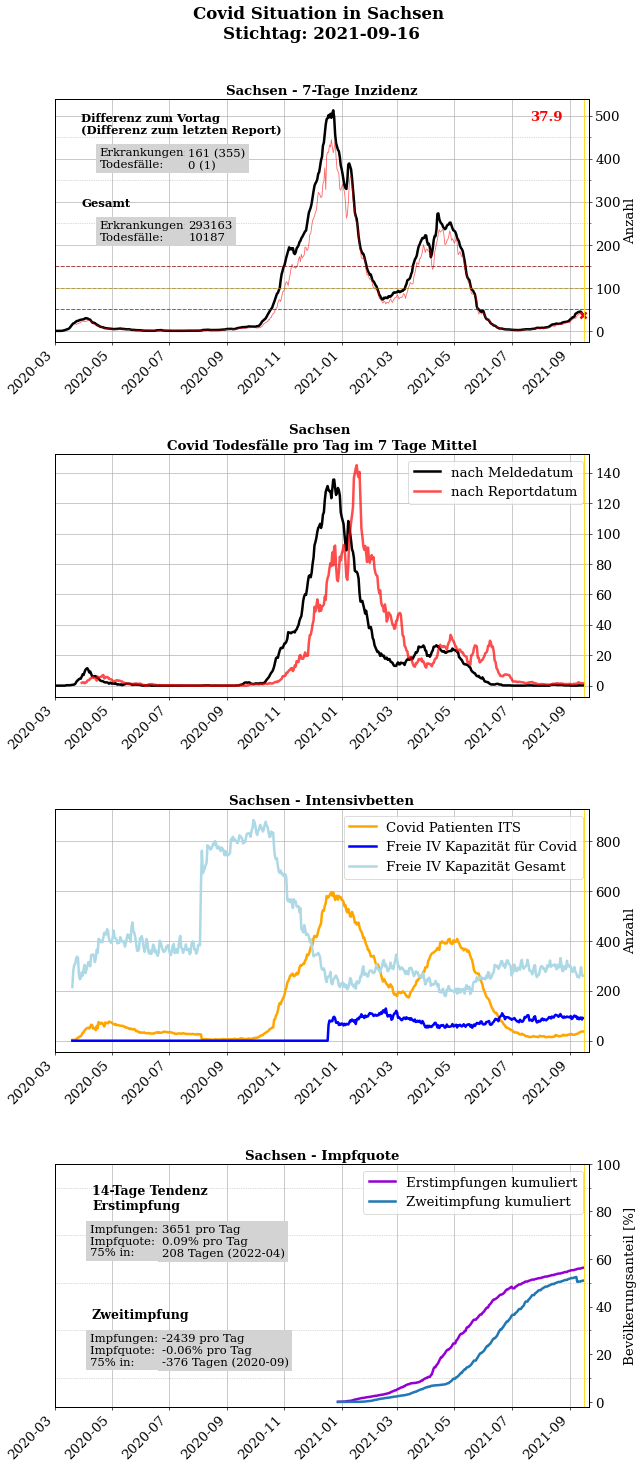 Covid Situation in Sachsen
Stichtag: 2021-09-16
Sachsen - 7-Tage Inzidenz
Differenz zum Vortag
(Differenz zum letzten Report)
Erkrankungen 161 (355)
Todesfälle: 0 (1)
Gesamt
Erkrankungen 293163
Todesfälle: 10187
37.9
500
400
300
200
100
0
Anzahl
2020-03 2020-05 2020-07 2020-09 2020-11 2021-01 2021-03 2021-05 2021-07 2021-09
Sachsen
Covid Todesfälle pro Tag im 7 Tage Mittel
nach Meldedatum
nach Reportdatum
140
120
100
80
60
40
20
0
2020-03 2020-05 2020-07 2020-09 2020-11 2021-01 2021-03 2021-05 2021-07 2021-09
Sachsen - Intensivbetten
Covid Patienten ITS
Freie IV Kapazität für Covid
Freie IV Kapazität Gesamt
800
600
400
200
0
Anzahl
2020-03 2020-05 2020-07 2020-09 2020-11 2021-01 2021-03 2021-05 2021-07 2021-09
Sachsen - Impfquote
14-Tage Tendenz
Erstimpfung
Impfungen: 3651 pro Tag
Impfquote: 0.09% pro Tag
75% in: 208 Tagen (2022-04)
Zweitimpfung
Impfungen: -2439 pro Tag
Impfquote: -0.06% pro Tag
75% in: -376 Tagen (2020-09)
Erstimpfungen kumuliert
Zweitimpfung kumuliert
100
80
60
40
20
0
Bevölkerungsanteil [%]
2020-03 2020-05 2020-07 2020-09 2020-11 2021-01 2021-03 2021-05 2021-07 2021-09